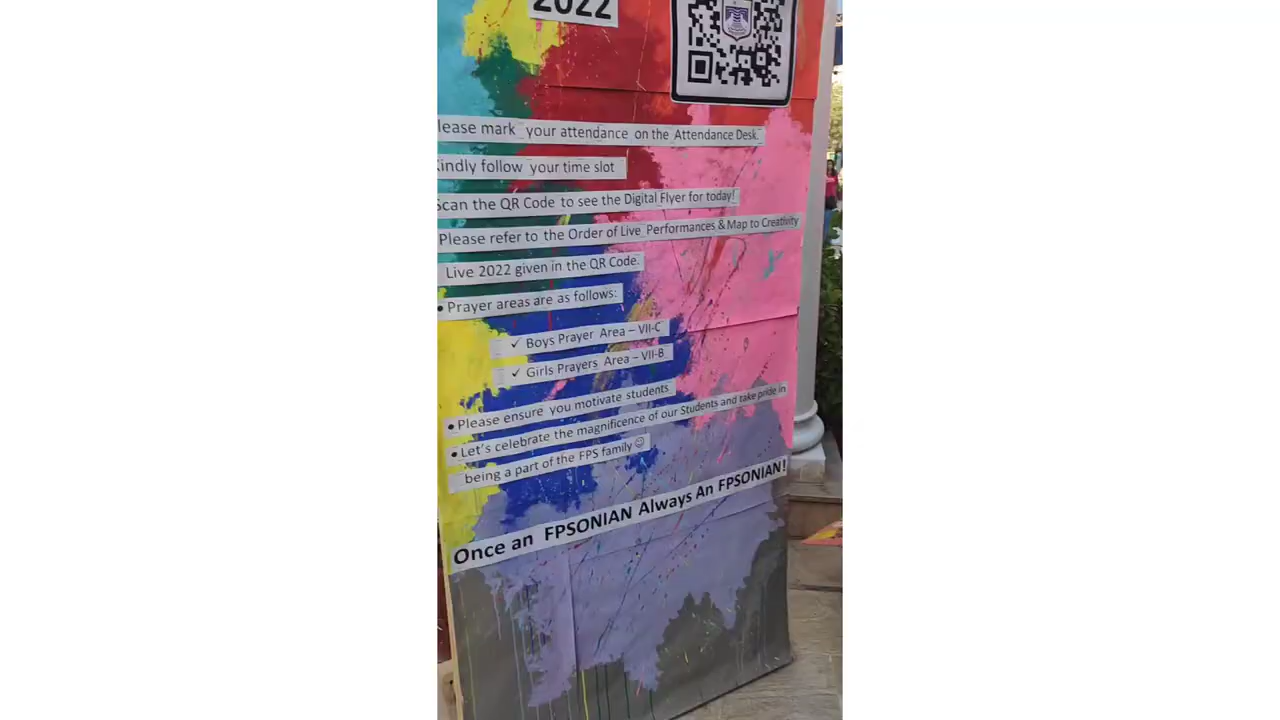 2022
lease mark your attendance on the Attendance Desk.
indly follow your time slot
Scan the QR Code to see the Digital Flyer for today!
Please refer to the Order of Live Performances & Map to Creativity
Live 2022 given in the QR Code.
• Prayer areas are as follows:
✓ Boys Prayer Area – VII-C
✓ Girls Prayers Area – VII-B
• Please ensure you motivate students
• Let's celebrate the magnificence of our Students and take pride in
being a part of the FPS family ☺
Once an FPSONIAN Always An FPSONIAN!